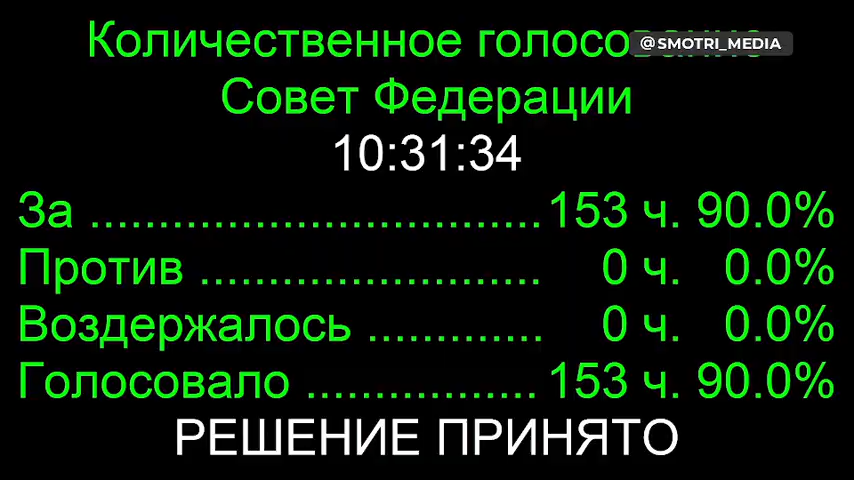 Количественное голосование
@SMOTRI_MEDIA
Совет Федерации
10:31:34
За ................................. 153 ч. 90.0%
Против ......................... 0 ч. 0.0%
Воздержалось ............. 0 ч. 0.0%
Голосовало ................. 153 ч. 90.0%
РЕШЕНИЕ ПРИНЯТО